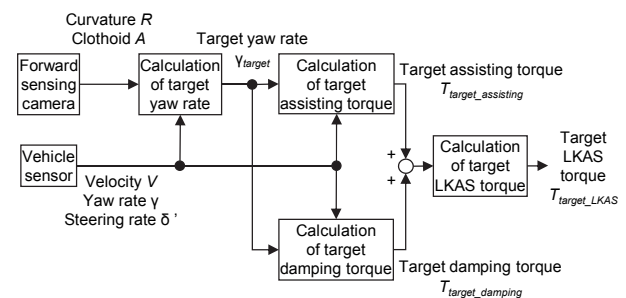 Curvature R
Clothoid A
Forward
sensing
camera
Calculation
of target
yaw rate
Target yaw rate
γtarget
Calculation
of target
assisting torque
Target assisting torque
Ttarget_assisting
Vehicle
sensor
Velocity V
Yaw rate γ
Steering rate δ '
+
+
Calculation
of target
LKAS torque
Target
LKAS
torque
Ttarget_LKAS
Calculation
of target
damping torque
Target damping torque
Ttarget_damping